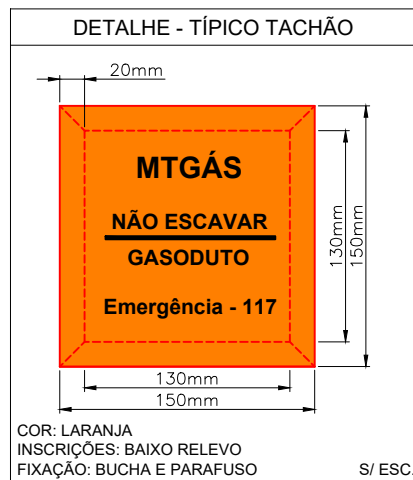 DETALHE - TÍPICO TACHÃO
20mm
MTGÁS
NÃO ESCAVAR
GASODUTO
Emergência - 117
130mm
150mm
130mm
150mm
COR: LARANJA
INSCRIÇÕES: BAIXO RELEVO
FIXAÇÃO: BUCHA E PARAFUSO S/ ESC.